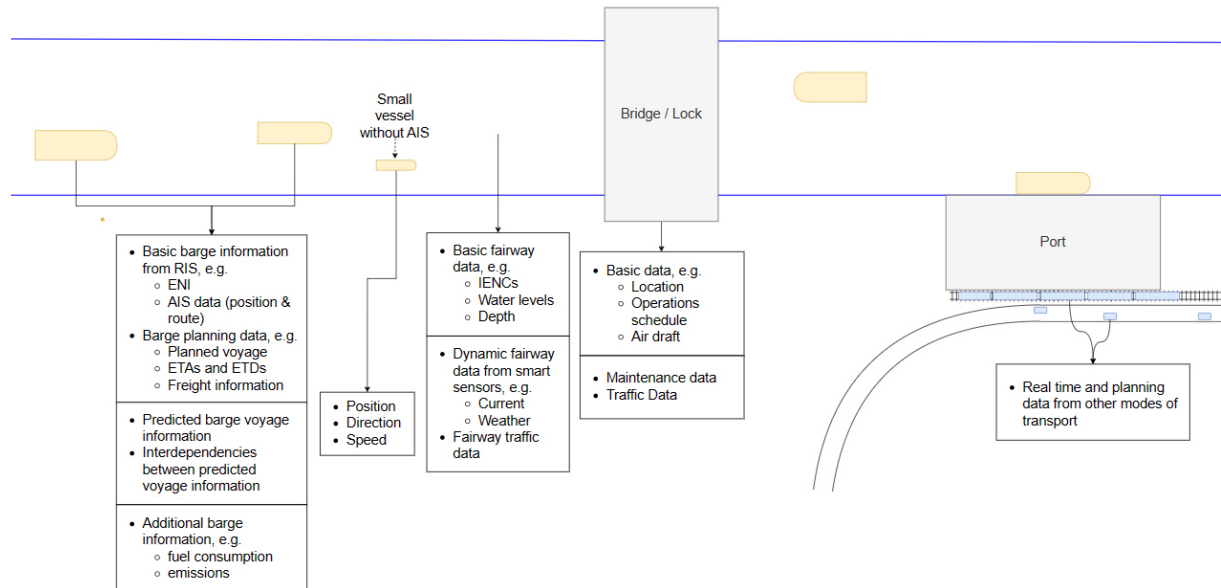 Small
vessel
without AIS
Bridge / Lock
Port
Basic barge information
from RIS, e.g.
ENI
AIS data (position &
route)
Barge planning data, e.g.
Planned voyage
ETAs and ETDs
Freight information
Predicted barge voyage
information
Interdependencies
between predicted
voyage information
Additional barge
information, e.g.
fuel consumption
emissions
Position
Direction
Speed
Basic fairway
data, e.g.
IENCs
Water levels
Depth
Dynamic fairway
data from smart
sensors, e.g.
Current
Weather
Fairway traffic
data
Basic data, e.g.
Location
Operations
schedule
Air draft
Maintenance data
Traffic Data
Real time and planning
data from other modes of
transport